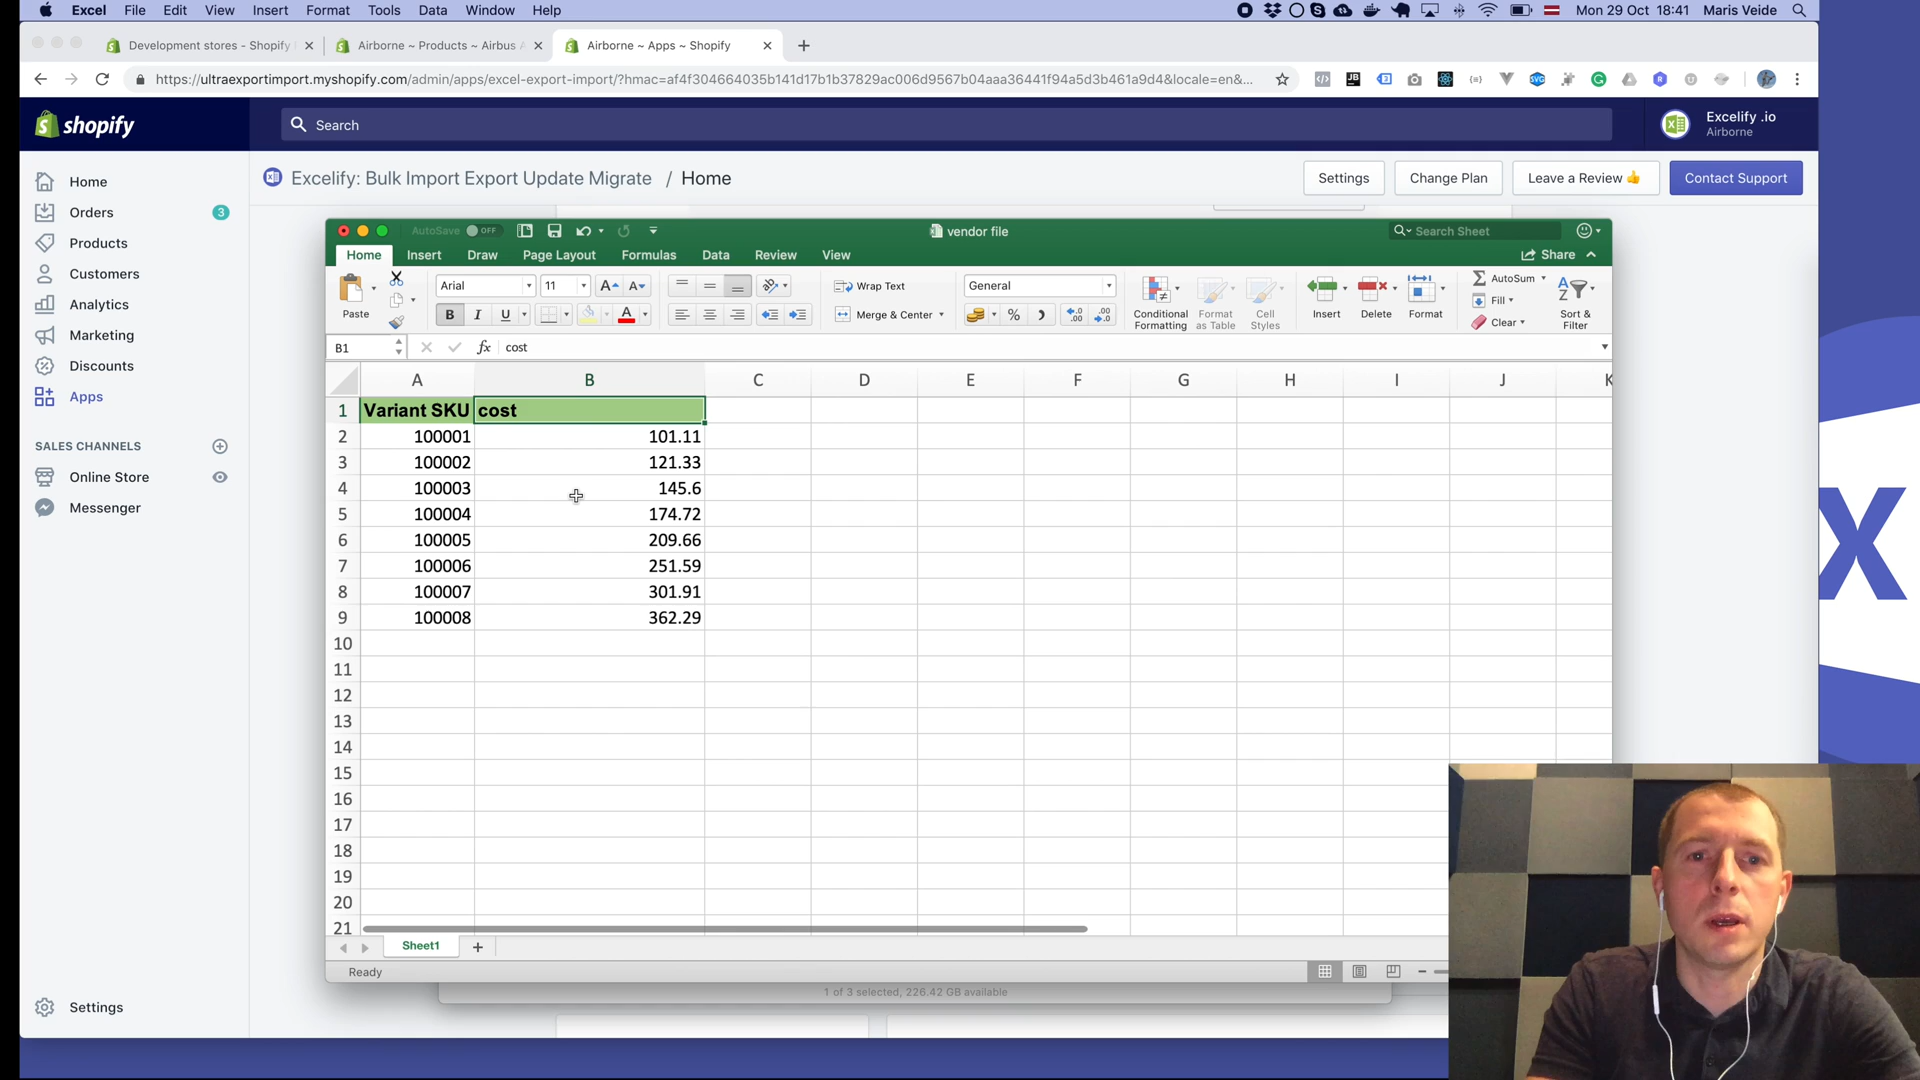 Excel File Edit View Insert Format Tools Data Window Help
Mon 29 Oct 18:41 Maris Veide
Development stores - Shopify
Airborne ~ Products ~ Airbus A
Airborne ~ Apps ~ Shopify
https://ultraexportimport.myshopify.com/admin/apps/excel-export-import/?hmac=af4f304664035b141d17b1b37829ac006d9567b04aaa36441f94a5d3b461a9d4&locale=en&...
shopify
Search
Excelify .io
Airborne
Home
Orders 3
Products
Customers
Analytics
Marketing
Discounts
Apps
SALES CHANNELS
Online Store
Messenger
Settings
Excelify: Bulk Import Export Update Migrate / Home
Settings Change Plan Leave a Review👍 Contact Support
AutoSave OFF
vendor file
Search Sheet
Home Insert Draw Page Layout Formulas Data Review View
Share
Paste
Arial 11
B I U
Wrap Text
Merge & Center
General
Conditional Formatting
Format as Table
Cell Styles
Insert Delete Format
AutoSum
Fill
Clear
Sort & Filter
B1 fx cost
A B C D E F G H I J K
1 Variant SKU cost
2 100001 101.11
3 100002 121.33
4 100003 145.6
5 100004 174.72
6 100005 209.66
7 100006 251.59
8 100007 301.91
9 100008 362.29
10
11
12
13
14
15
16
17
18
19
20
21
Sheet1
Ready
1 of 3 selected, 226.42 GB available
X